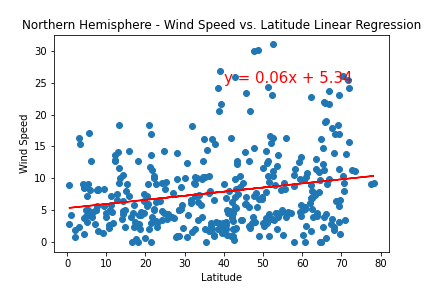 Northern Hemisphere - Wind Speed vs. Latitude Linear Regression
30
25
20
15
10
5
0
Wind Speed
y = 0.06x + 5.34
0 10 20 30 40 50 60 70 80
Latitude